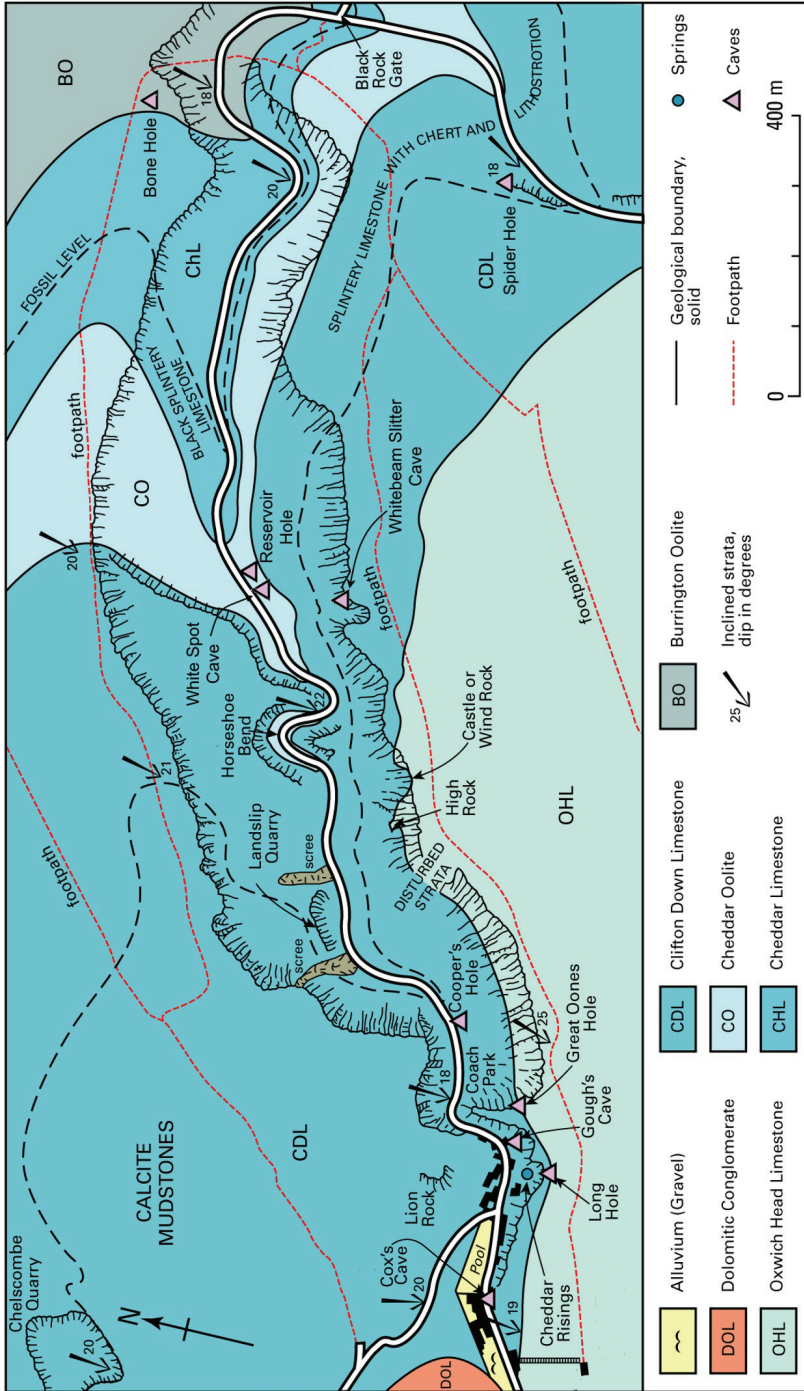 Chelscombe
Quarry
20
N
CALCITE
MUDSTONES
CDL
footpath
footpath
21
20
CO
FOSSIL LEVEL
BLACK SPLINTERY
LIMESTONE
ChL
Bone Hole
BO
18
20
Black Rock
Gate
Lion
Rock
Cox's
Cave
20
Pool
DOL
19
18
Coach
Park
scree
scree
Landslip
Quarry
Horseshoe
Bend
22
White Spot
Cave
Reservoir
Hole
Cooper's
Hole
DISTURBED
STRATA
High Rock
Castle or
Wind Rock
Whitebeam Slitter
Cave
footpath
SPLINTERY LIMESTONE WITH CHERT AND
LITHOSTROTION
CDL
Spider Hole
18
Cheddar
Risings
Long
Hole
Gough's
Cave
Great Oones
Hole
25
OHL
footpath
Alluvium (Gravel)
DOL
Dolomitic Conglomerate
OHL
Oxwich Head Limestone
CDL
Clifton Down Limestone
CO
Cheddar Oolite
CHL
Cheddar Limestone
BO
Burrington Oolite
25
Inclined strata,
dip in degrees
Geological boundary,
solid
Footpath
Springs
Caves
0
400 m